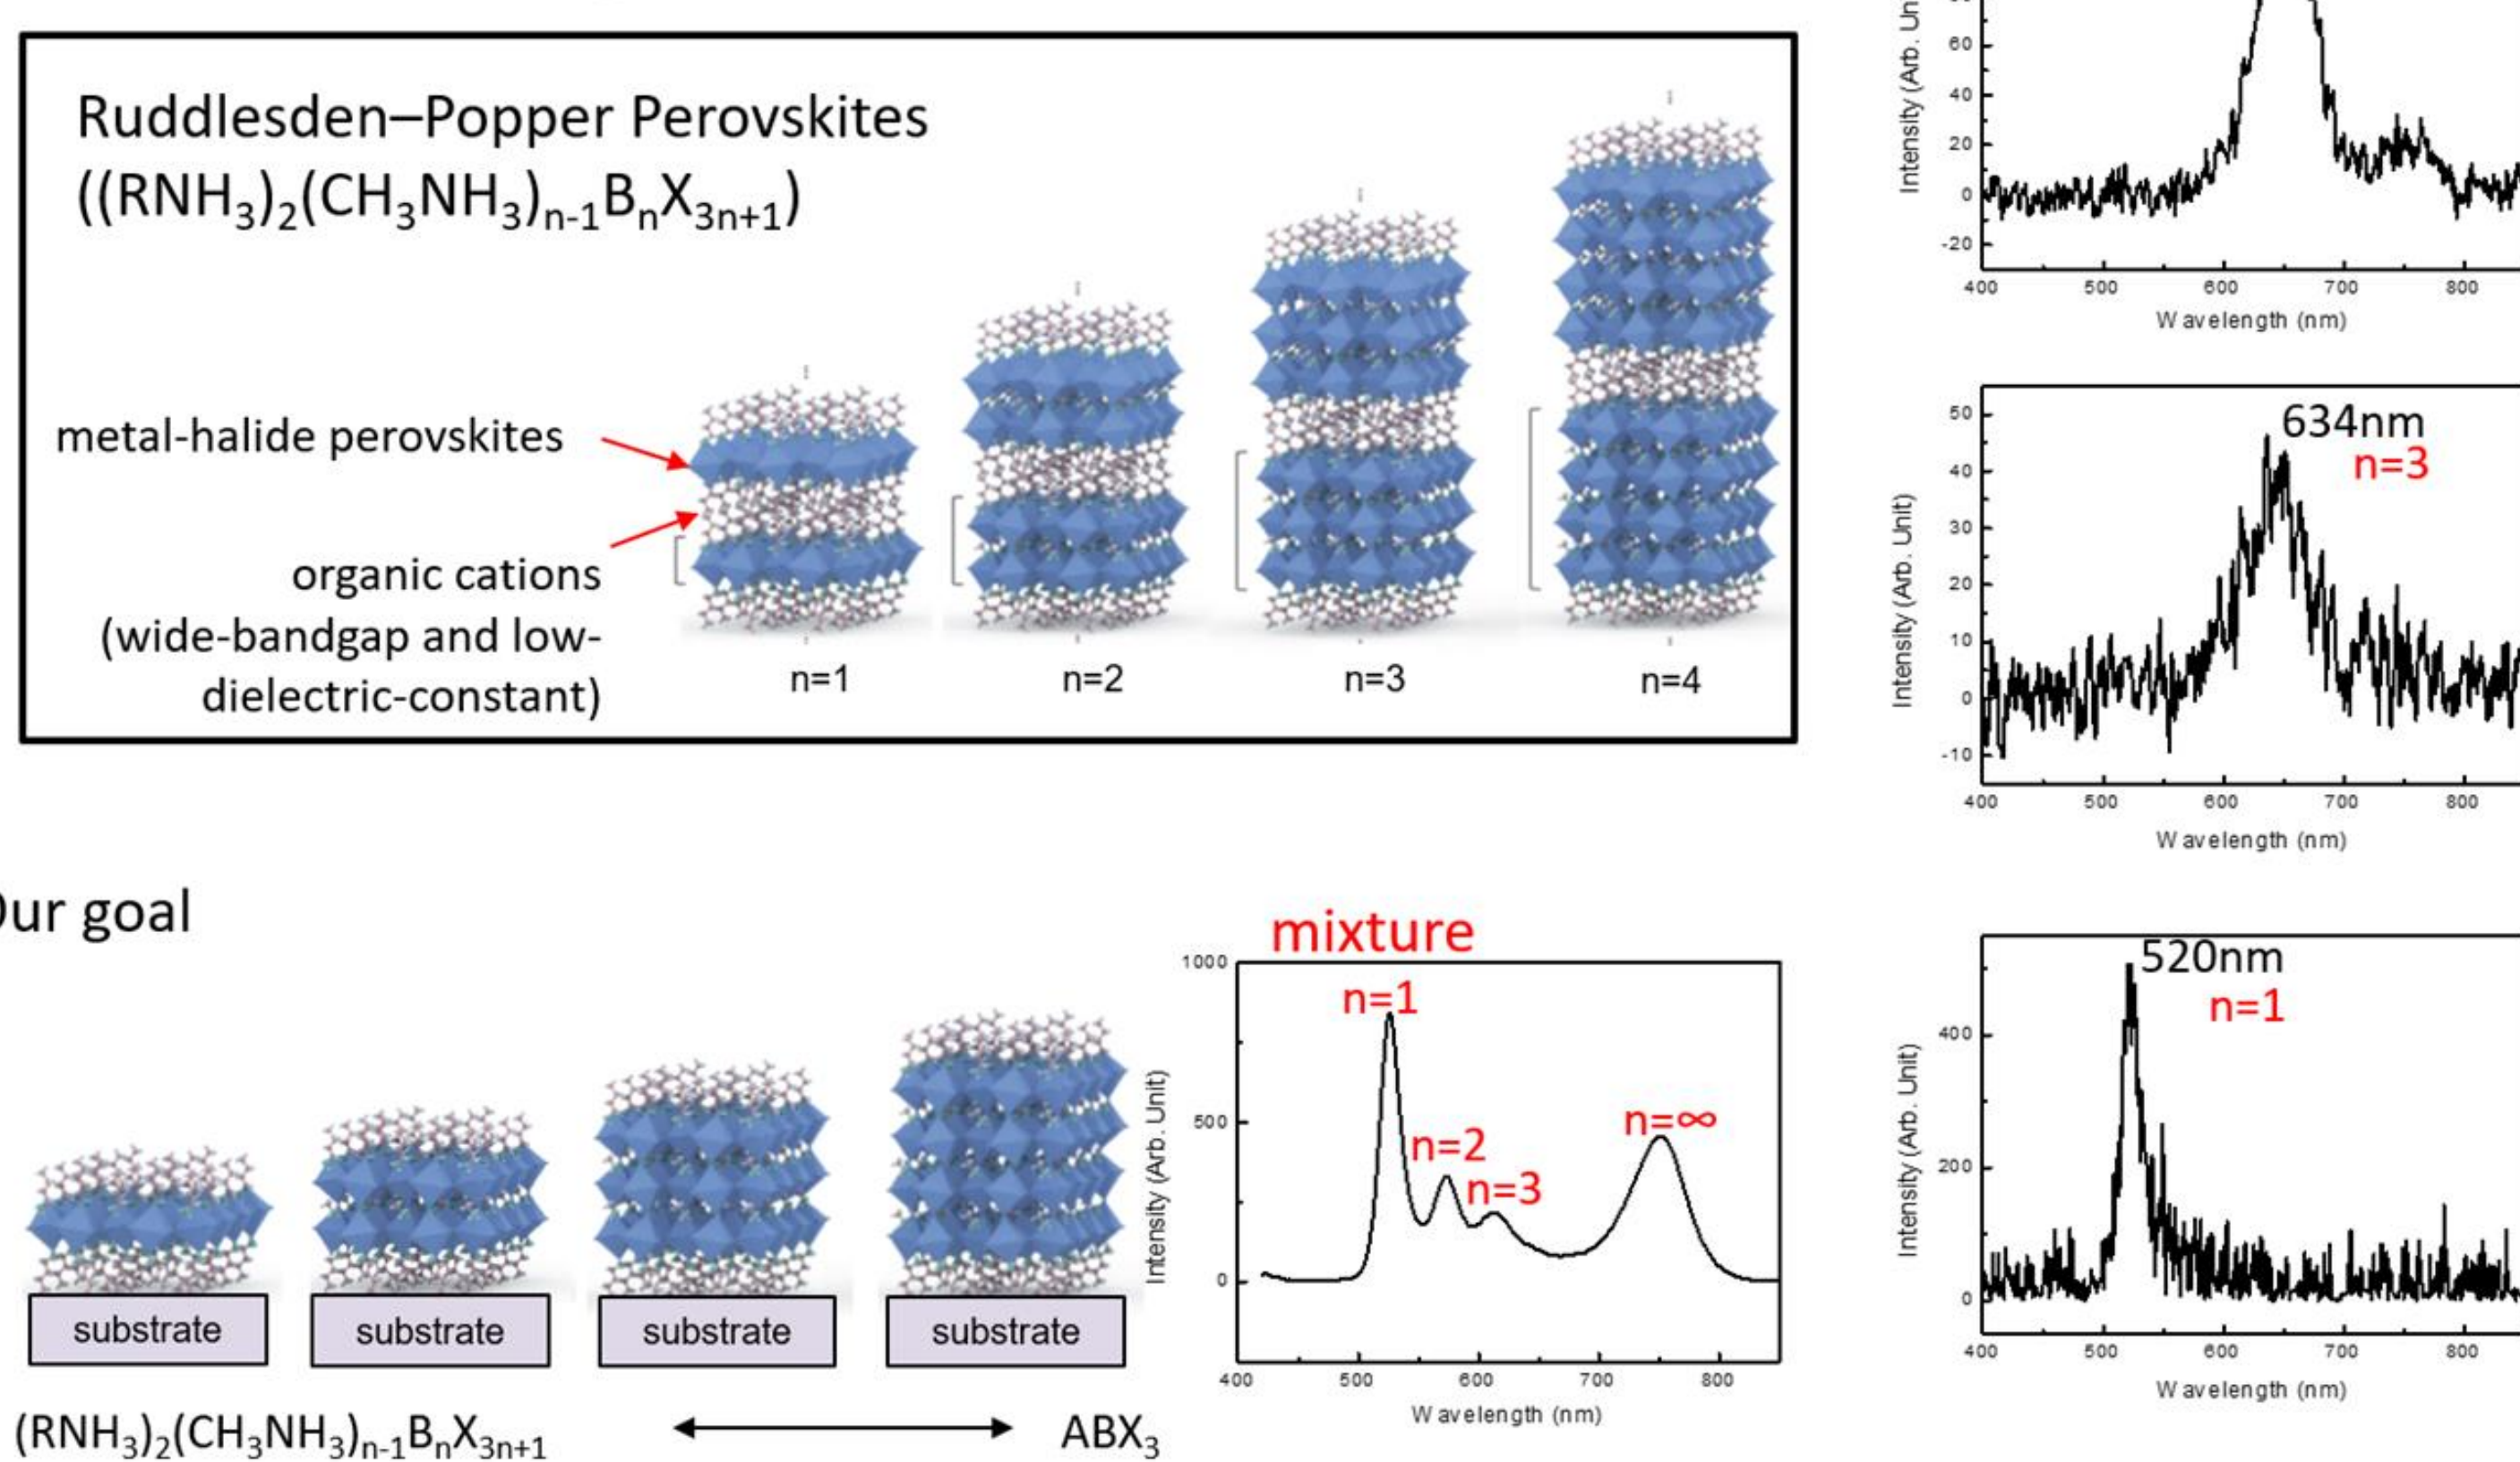 Ruddlesden–Popper Perovskites
((RNH3)2(CH3NH3)n-1BnX3n+1)
metal-halide perovskites
organic cations
(wide-bandgap and low-
dielectric-constant)
n=1
n=2
n=3
n=4
Intensity (Arb. Un
60
40
20
0
-20
400
500
600
700
800
Wavelength (nm)
634nm
n=3
Intensity (Arb. Unit)
50
40
30
20
10
0
-10
400
500
600
700
800
Wavelength (nm)
ur goal
substrate
substrate
substrate
substrate
(RNH3)2(CH3NH3)n-1BnX3n+1
ABX3
mixture
n=1
n=2
n=3
n=∞
Intensity (Arb. Unit)
1000
500
0
400
500
600
700
800
Wavelength (nm)
520nm
n=1
Intensity (Arb. Unit)
400
200
0
400
500
600
700
800
Wavelength (nm)